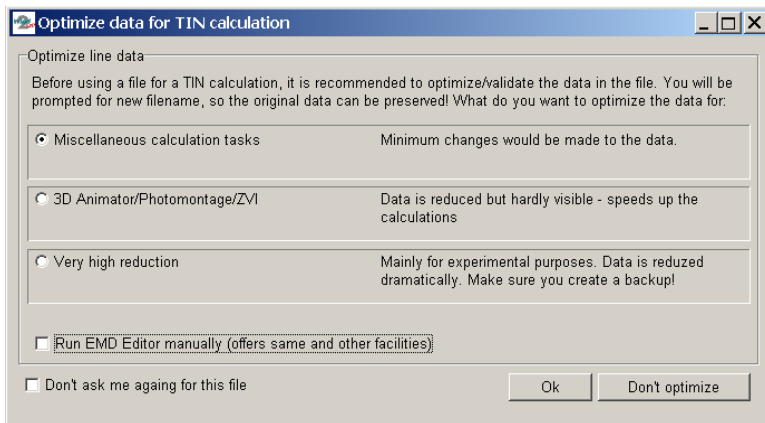 Optimize data for TIN calculation
Optimize line data
Before using a file for a TIN calculation, it is recommended to optimize/validate the data in the file. You will
be prompted for new filename, so the original data can be preserved! What do you want to optimize the data for:
Miscellaneous calculation tasks
Minimum changes would be made to the data.
3D Animator/Photomontage/ZVI
Data is reduced but hardly visible - speeds up the
calculations
Very high reduction
Mainly for experimental purposes. Data is reduzed
dramatically. Make sure you create a backup!
Run EMD Editor manually (offers same and other facilities)
Don't ask me againg for this file
Ok
Don't optimize